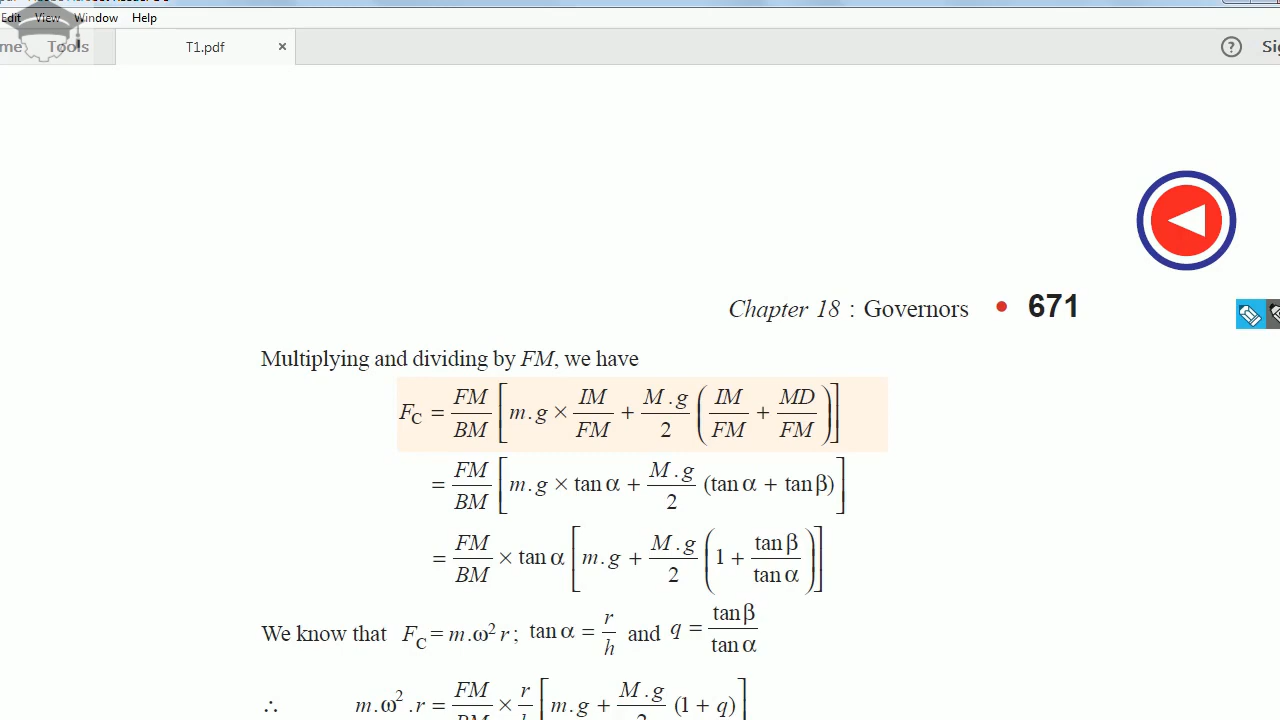 Edit View Window Help
me Tools T1.pdf × ? Si
Chapter 18 : Governors • 671
Multiplying and dividing by FM, we have
F_C = FM/BM [m.g × IM/FM + M.g/2 (IM/FM + MD/FM)]
= FM/BM [m.g × tan α + M.g/2 (tan α + tan β)]
= FM/BM × tan α [m.g + M.g/2 (1 + tan β/tan α)]
We know that F_C = m.ω² r ; tan α = r/h and q = tan β/tan α
∴ m.ω² .r = FM/BM × r/h [m.g + M.g/2 (1 + q)]